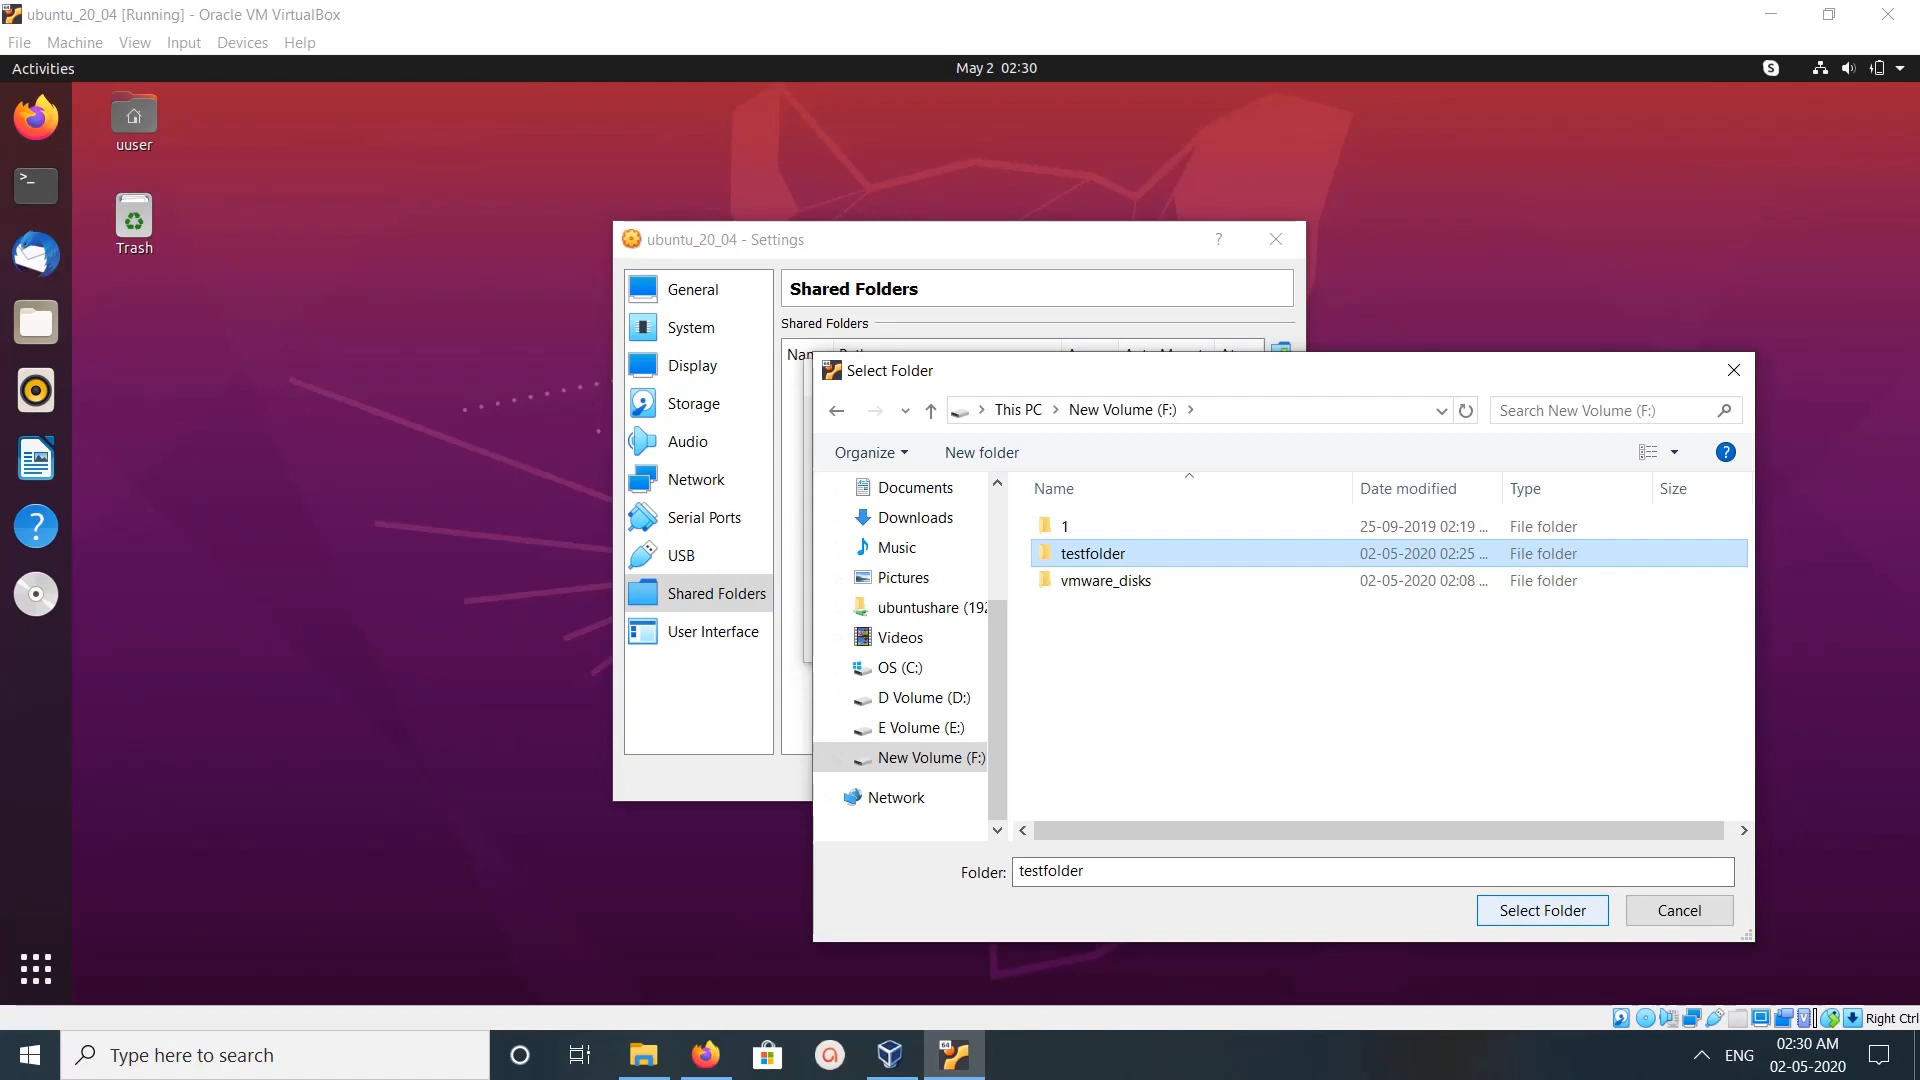 ubuntu_20_04 [Running] - Oracle VM VirtualBox
File Machine View Input Devices Help
Activities
May 2 02:30
uuser
Trash
ubuntu_20_04 - Settings
?
General
System
Display
Storage
Audio
Network
Serial Ports
USB
Shared Folders
User Interface
Shared Folders
Shared Folders
Select Folder
This PC > New Volume (F:) >
Search New Volume (F:)
Organize
New folder
Documents
Downloads
Music
Pictures
ubuntushare (192
Videos
OS (C:)
D Volume (D:)
E Volume (E:)
New Volume (F:)
Network
Name Date modified Type Size
1 25-09-2019 02:19 ... File folder
testfolder 02-05-2020 02:25 ... File folder
vmware_disks 02-05-2020 02:08 ... File folder
Folder: testfolder
Select Folder
Cancel
Right Ctrl
Type here to search
ENG
02:30 AM
02-05-2020